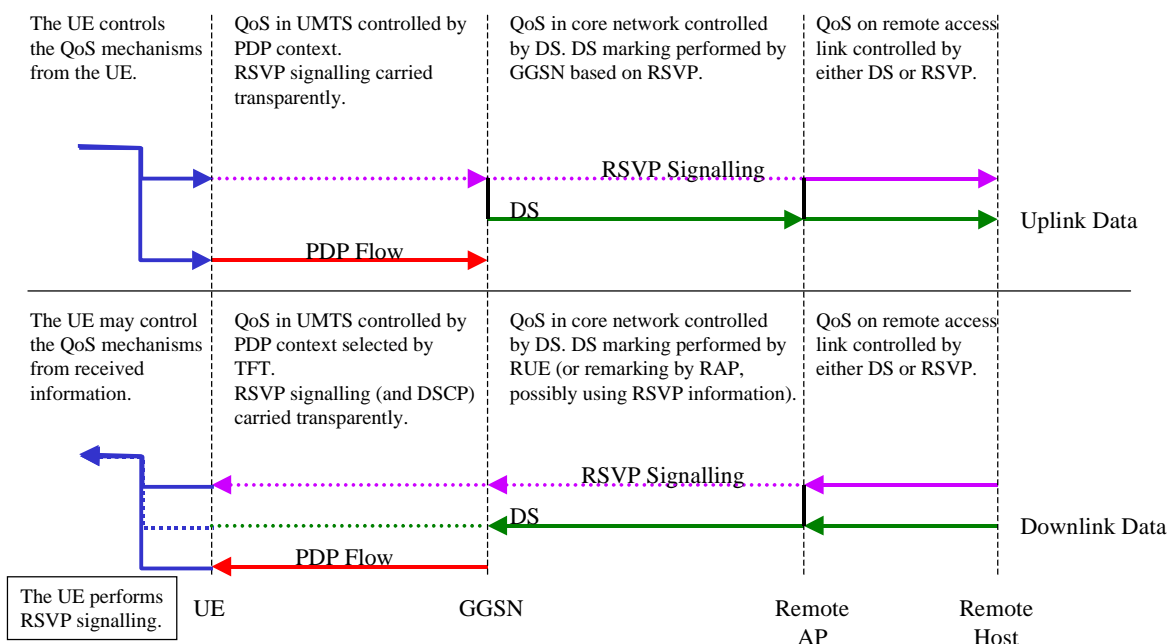 The UE controls
the QoS mechanisms
from the UE.
QoS in UMTS controlled by
PDP context.
RSVP signalling carried
transparently.
QoS in core network controlled
by DS. DS marking performed by
GGSN based on RSVP.
QoS on remote access
link controlled by
either DS or RSVP.
RSVP Signalling
DS
Uplink Data
PDP Flow
The UE may control
the QoS mechanisms
from received
information.
QoS in UMTS controlled by
PDP context selected by
TFT.
RSVP signalling (and DSCP)
carried transparently.
QoS in core network controlled
by DS. DS marking performed by
RUE (or remarking by RAP,
possibly using RSVP information).
QoS on remote access
link controlled by
either DS or RSVP.
RSVP Signalling
DS
Downlink Data
PDP Flow
The UE performs
RSVP signalling.
UE
GGSN
Remote
AP
Remote
Host